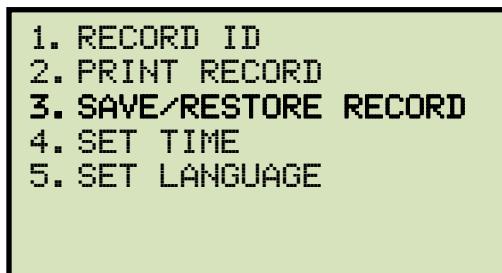 1. RECORD ID
2. PRINT RECORD
3. SAVE/RESTORE RECORD
4. SET TIME
5. SET LANGUAGE